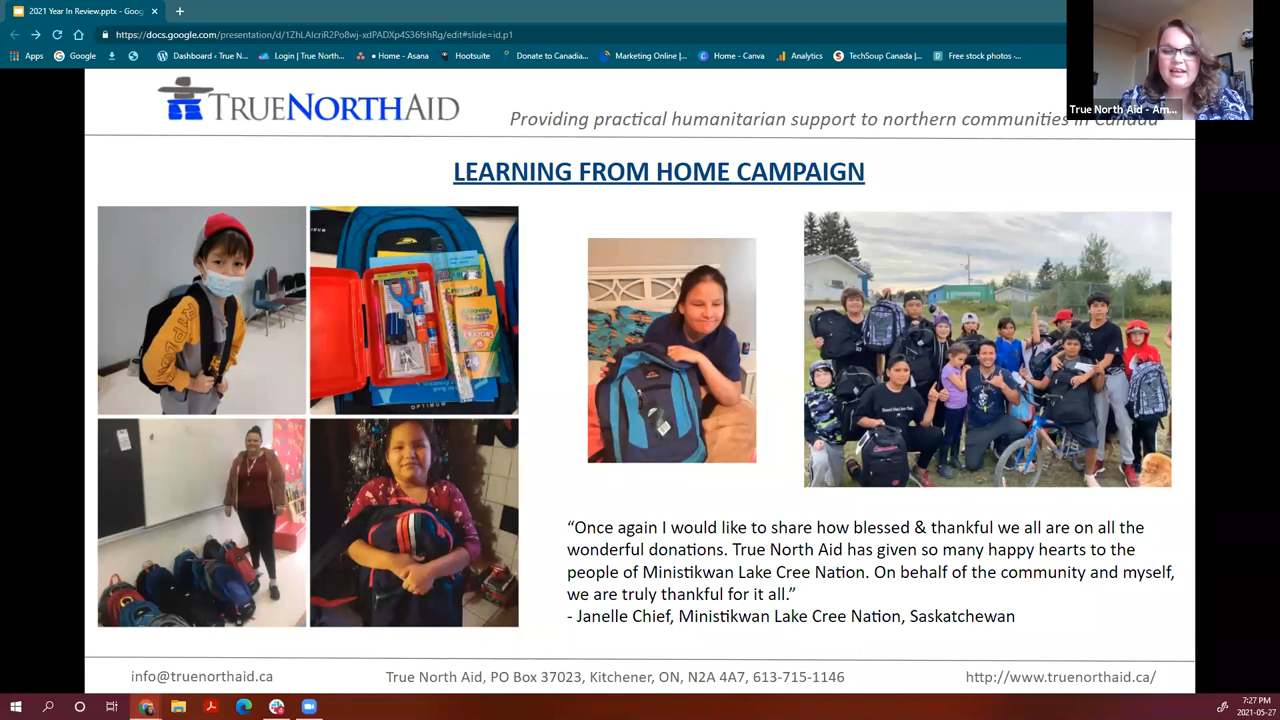 2021 Year In Review.pptx - Goog
https://docs.google.com/presentation/d/1ZhLAlcriR2Po8wj-xdPADXp4S36fshRg/edit#slide=id.p1
Apps
Google
Dashboard ‹ True N...
Login | True North...
• Home - Asana
Hootsuite
Donate to Canadia...
Marketing Online |...
Home - Canva
Analytics
TechSoup Canada |...
Free stock photos -...
True North Aid - Am...
TRUENORTHAID
Providing practical humanitarian support to northern communities in Canada
LEARNING FROM HOME CAMPAIGN
Crayola
CRAYONS
24
OPTIMUM
“Once again I would like to share how blessed & thankful we all are on all the
wonderful donations. True North Aid has given so many happy hearts to the
people of Ministikwan Lake Cree Nation. On behalf of the community and myself,
we are truly thankful for it all.”
- Janelle Chief, Ministikwan Lake Cree Nation, Saskatchewan
info@truenorthaid.ca
True North Aid, PO Box 37023, Kitchener, ON, N2A 4A7, 613-715-1146
http://www.truenorthaid.ca/
7:27 PM
2021-05-27